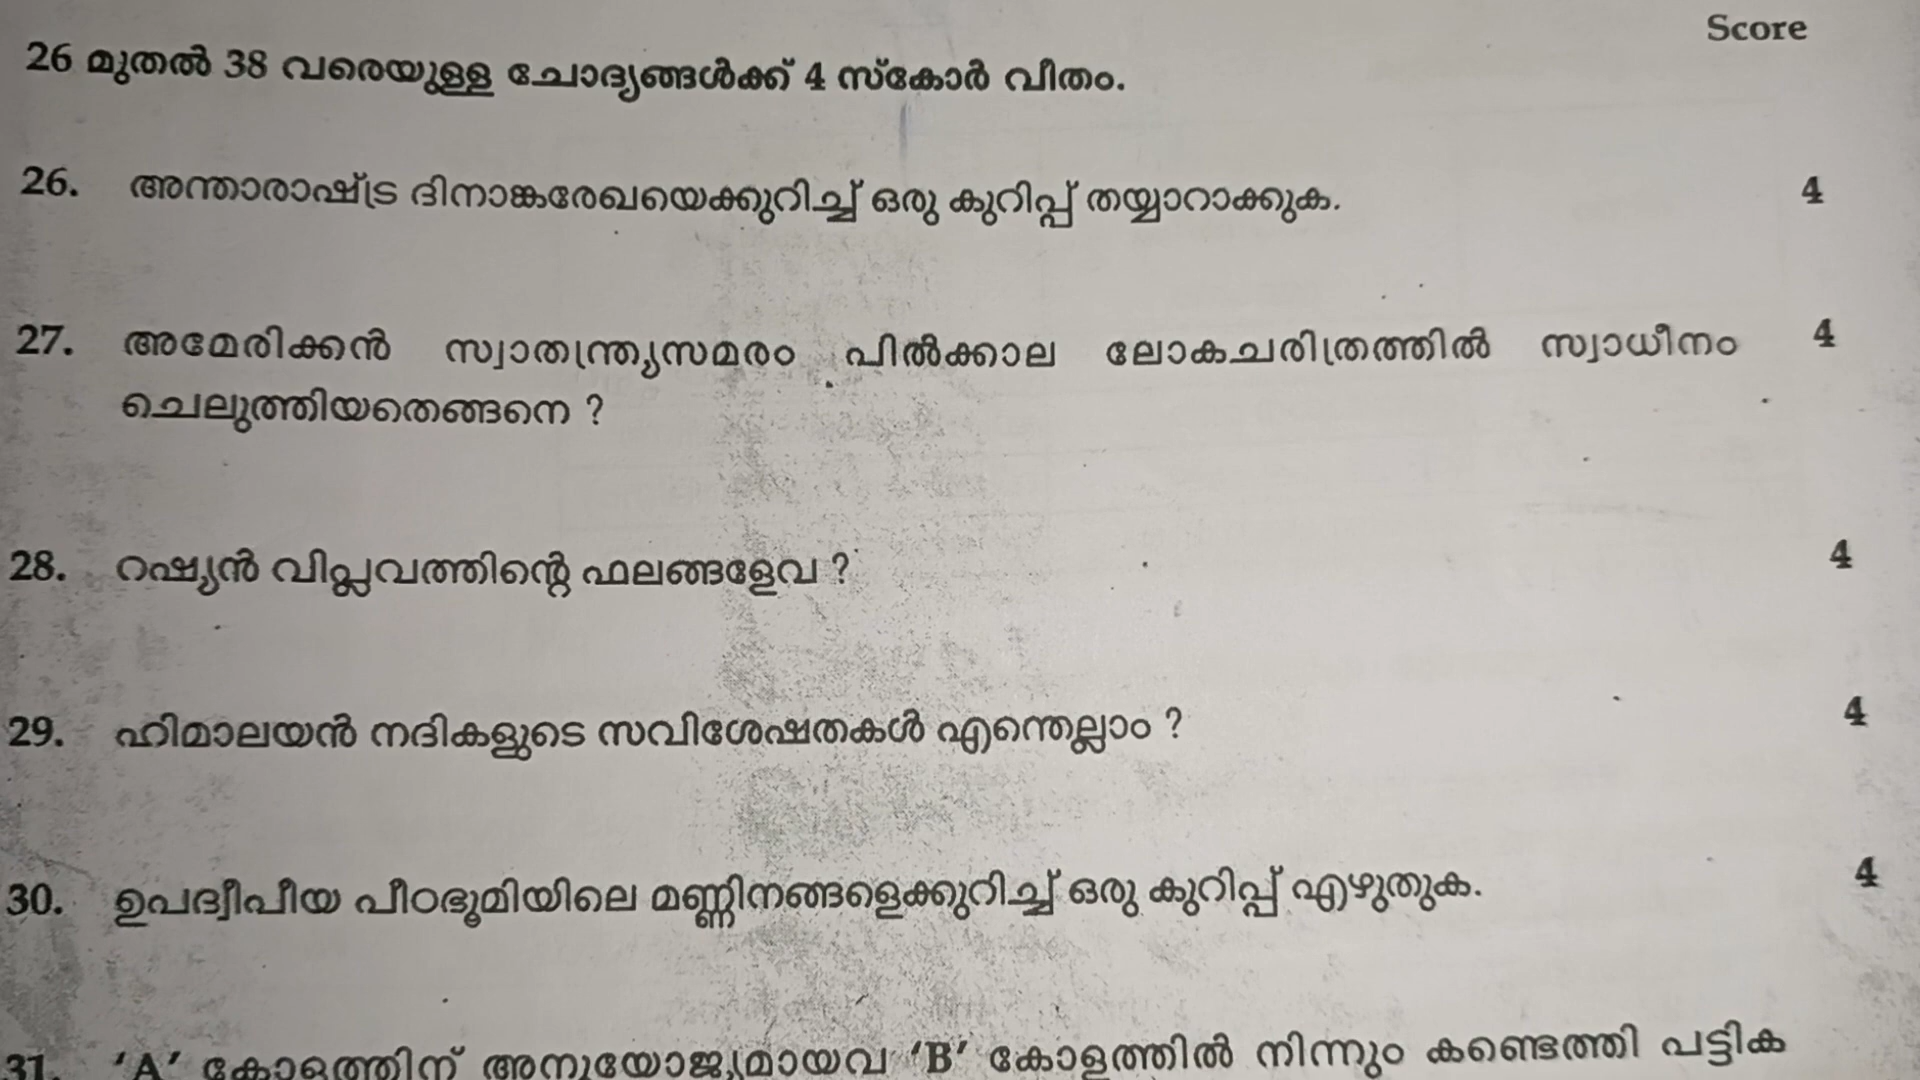 Score
26 മുതൽ 38 വരെയുള്ള ചോദ്യങ്ങൾക്ക് 4 സ്കോർ വീതം.
26. അന്താരാഷ്ട്ര ദിനാങ്കരേഖയെക്കുറിച്ച് ഒരു കുറിപ്പ് തയ്യാറാക്കുക. 4
27. അമേരിക്കൻ സ്വാതന്ത്ര്യസമരം പിൽക്കാല ലോകചരിത്രത്തിൽ സ്വാധീനം 4
ചെലുത്തിയതെങ്ങനെ ?
28. റഷ്യൻ വിപ്ലവത്തിന്റെ ഫലങ്ങളേവ ? 4
29. ഹിമാലയൻ നദികളുടെ സവിശേഷതകൾ എന്തെല്ലാം ? 4
30. ഉപദ്വീപീയ പീഠഭൂമിയിലെ മണ്ണിനങ്ങളെക്കുറിച്ച് ഒരു കുറിപ്പ് എഴുതുക. 4
31. 'A' കോളത്തിന് അനുയോജ്യമായവ 'B' കോളത്തിൽ നിന്നും കണ്ടെത്തി പട്ടിക